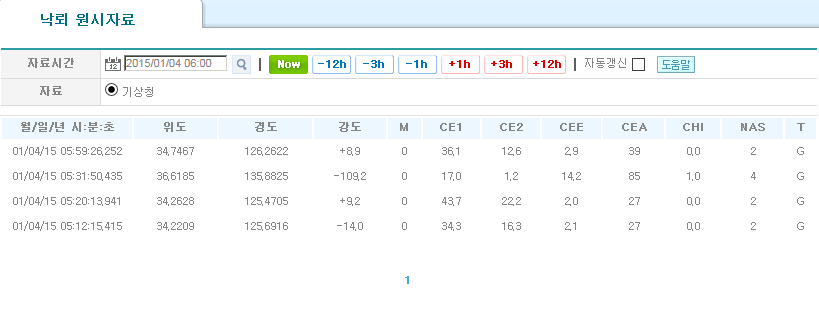 낙뢰 원시자료
자료시간 12 2015/01/04 06:00 | Now -12h -3h -1h +1h +3h +12h | 자동갱신 도움말
자료 기상청
월/일/년 시:분:초 위도 경도 강도 M CE1 CE2 CEE CEA CHI NAS T
01/04/15 05:59:26,252 34,7467 126,2622 +8,9 0 36,1 12,6 2,9 39 0,0 2 G
01/04/15 05:31:50,435 36,6185 135,8825 -109,2 0 17,0 1,2 14,2 85 1,0 4 G
01/04/15 05:20:13,941 34,2628 125,4705 +9,2 0 43,7 22,2 2,0 27 0,0 2 G
01/04/15 05:12:15,415 34,2209 125,6916 -14,0 0 34,3 16,3 2,1 27 0,0 2 G
1